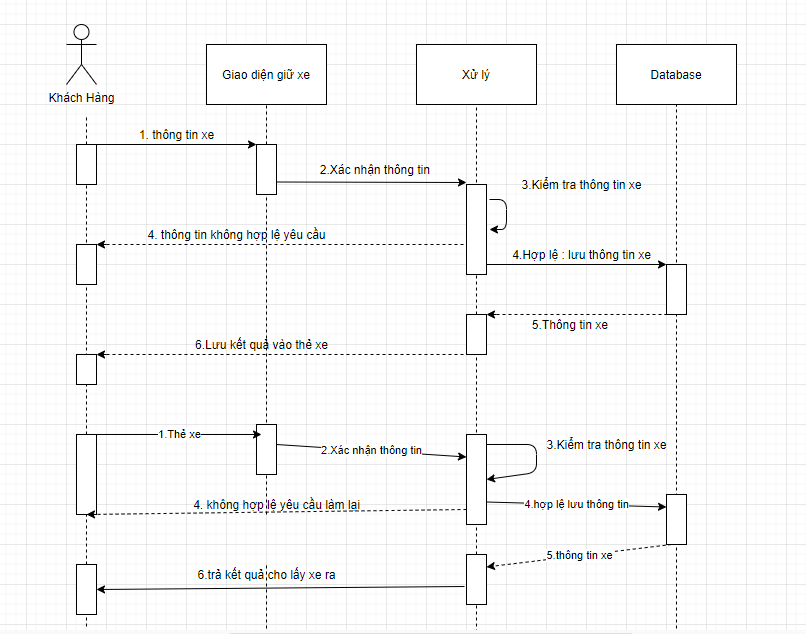 Khách Hàng
Giao diện giữ xe
Xử lý
Database
1. thông tin xe
2.Xác nhận thông tin
3.Kiểm tra thông tin xe
4. thông tin không hợp lệ yêu cầu
4.Hợp lệ : lưu thông tin xe
5.Thông tin xe
6.Lưu kết quả vào thẻ xe
1.Thẻ xe
2.Xác nhận thông tin
3.Kiểm tra thông tin xe
4. không hợp lệ yêu cầu làm lại
4.hợp lệ lưu thông tin
5.thông tin xe
6.trả kết quả cho lấy xe ra